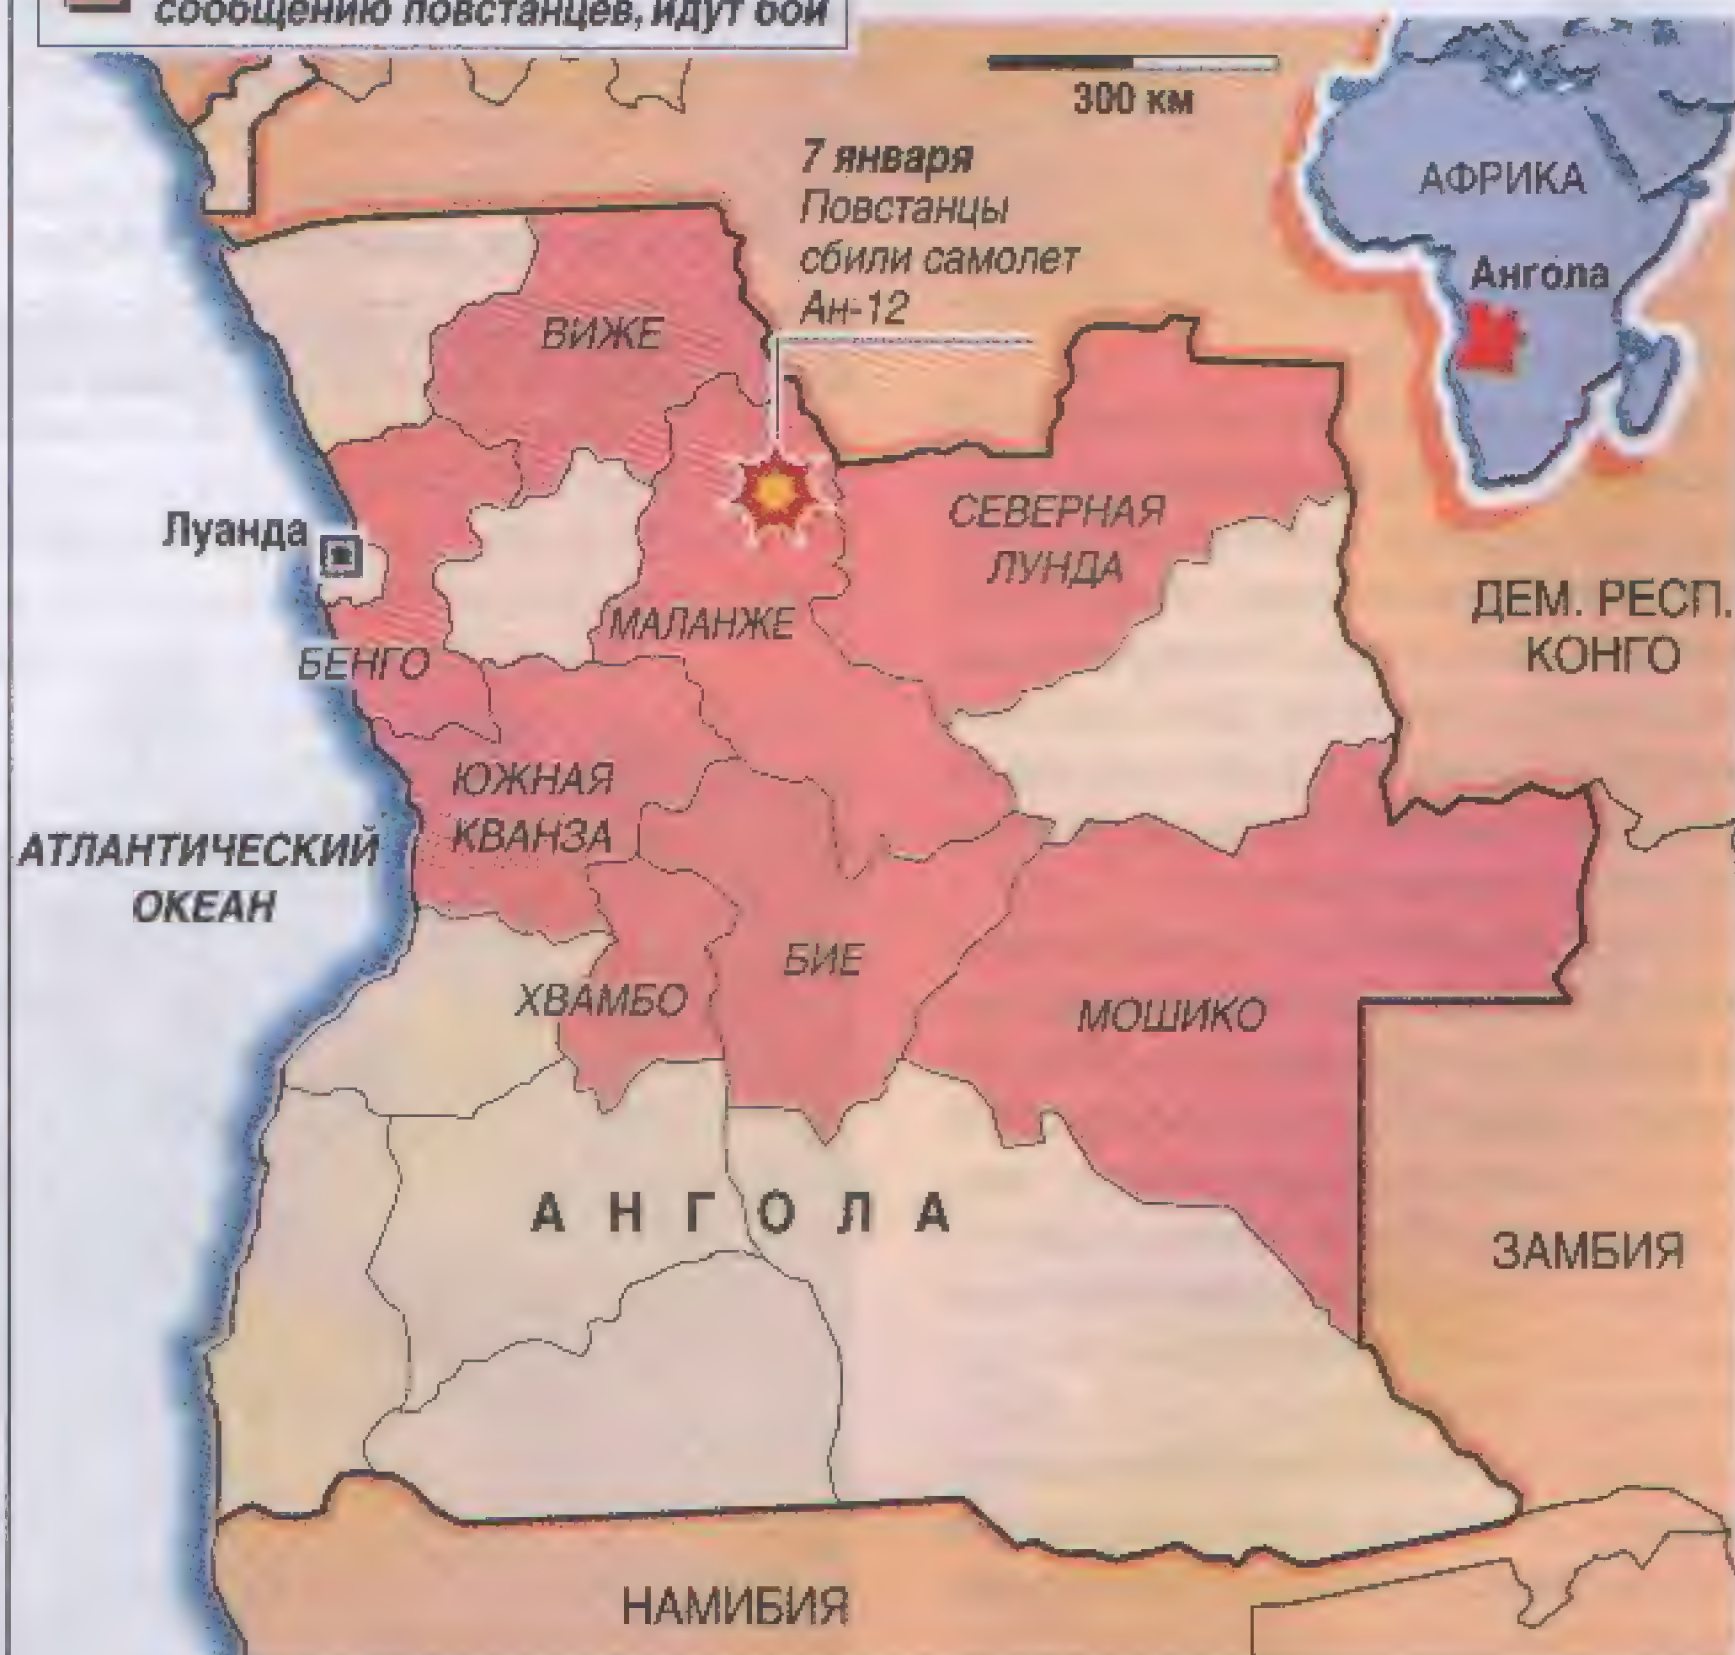 сообщению повстанцев, идут бои
300 км
7 января
Повстанцы
сбили самолет
Ан-12
АФРИКА
Ангола
ВИЖЕ
Луанда
СЕВЕРНАЯ
ЛУНДА
МАЛАНЖЕ
БЕНГО
ДЕМ. РЕСП.
КОНГО
ЮЖНАЯ
КВАНЗА
АТЛАНТИЧЕСКИЙ
ОКЕАН
БИЕ
ХВАМБО
МОШИКО
АНГОЛА
ЗАМБИЯ
НАМИБИЯ